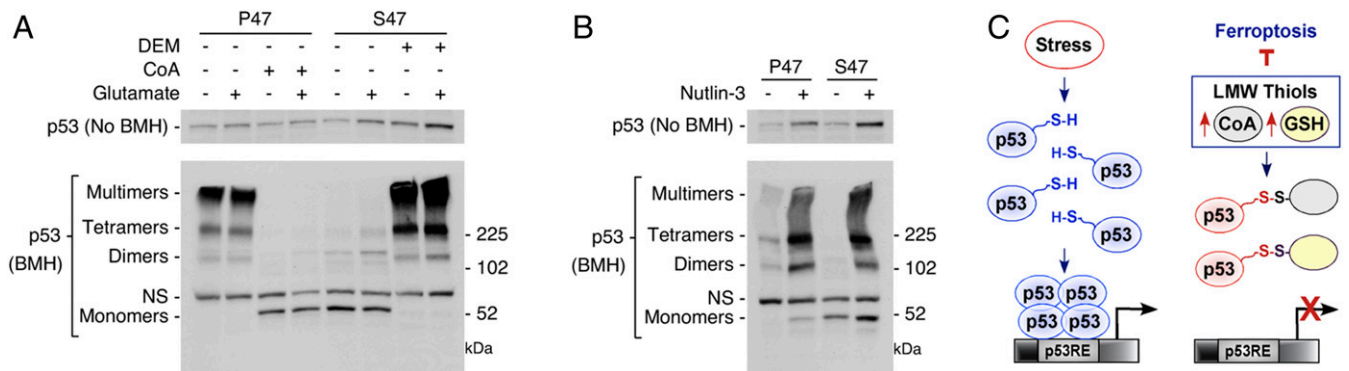 A
P47 S47
DEM - - - - - - + +
CoA - - + + - - - -
Glutamate - + - + - + - +
p53 (No BMH) -
p53 (BMH)
Multimers -
Tetramers - - 225
Dimers - - 102
NS -
Monomers - - 52
kDa
B
P47 S47
Nutlin-3 - + - +
p53 (No BMH) -
p53 (BMH)
Multimers -
Tetramers - - 225
Dimers - - 102
NS -
Monomers - - 52
kDa
C
Stress
p53 S-H
H-S p53
p53 S-H
H-S p53
p53 p53
p53 p53
p53RE
Ferroptosis
LMW Thiols
CoA GSH
p53 S-S
p53 S-S
X
p53RE